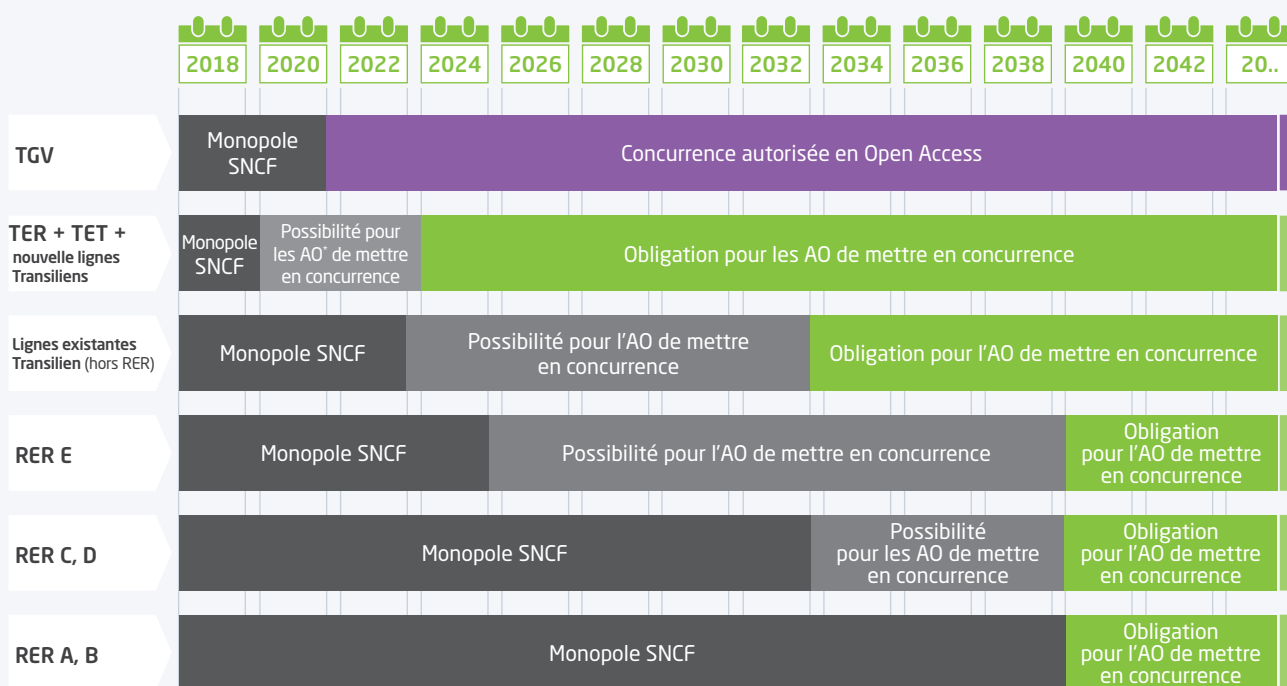 2018 2020 2022 2024 2026 2028 2030 2032 2034 2036 2038 2040 2042 20..
TGV
Monopole
SNCF
Concurrence autorisée en Open Access
TER + TET +
nouvelle lignes
Transiliens
Monopole
SNCF
Possibilité pour
les AO* de mettre
en concurrence
Obligation pour les AO de mettre en concurrence
Lignes existantes
Transilien (hors RER)
Monopole SNCF
Possibilité pour l'AO de mettre
en concurrence
Obligation pour l'AO de mettre en concurrence
RER E
Monopole SNCF
Possibilité pour l'AO de mettre en concurrence
Obligation
pour l'AO de mettre
en concurrence
RER C, D
Monopole SNCF
Possibilité
pour les AO de mettre
en concurrence
Obligation
pour l'AO de mettre
en concurrence
RER A, B
Monopole SNCF
Obligation
pour l'AO de mettre
en concurrence